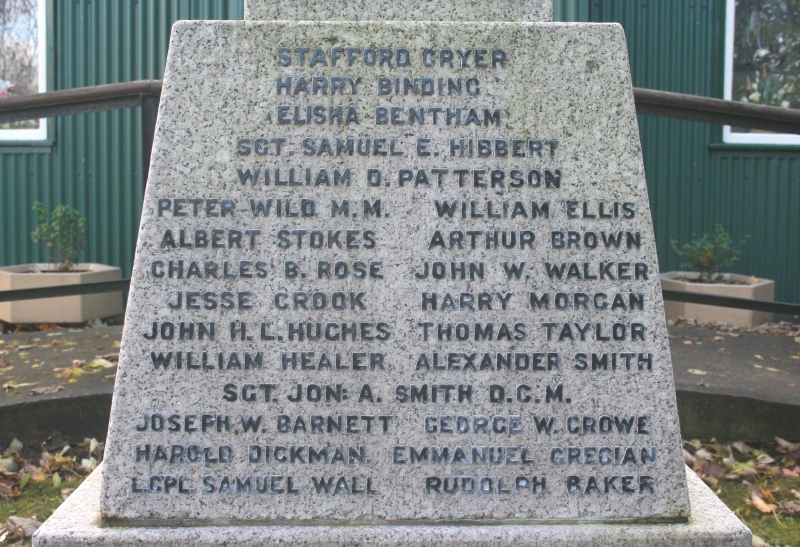 STAFFORD CRYER
HARRY BINDING
ELISHA BENTHAM
SGT. SAMUEL E. HIBBERT
WILLIAM D. PATTERSON
PETER WILD M.M. WILLIAM ELLIS
ALBERT STOKES ARTHUR BROWN
CHARLES B. ROSE JOHN W. WALKER
JESSE CROOK HARRY MORGAN
JOHN H. L. HUGHES THOMAS TAYLOR
WILLIAM HEALER ALEXANDER SMITH
SGT. JON: A. SMITH D.C.M.
JOSEPH. W. BARNETT GEORGE W. CROWE
HAROLD DICKMAN. EMMANUEL GREGIAN
L.CPL. SAMUEL WALL RUDOLPH BAKER